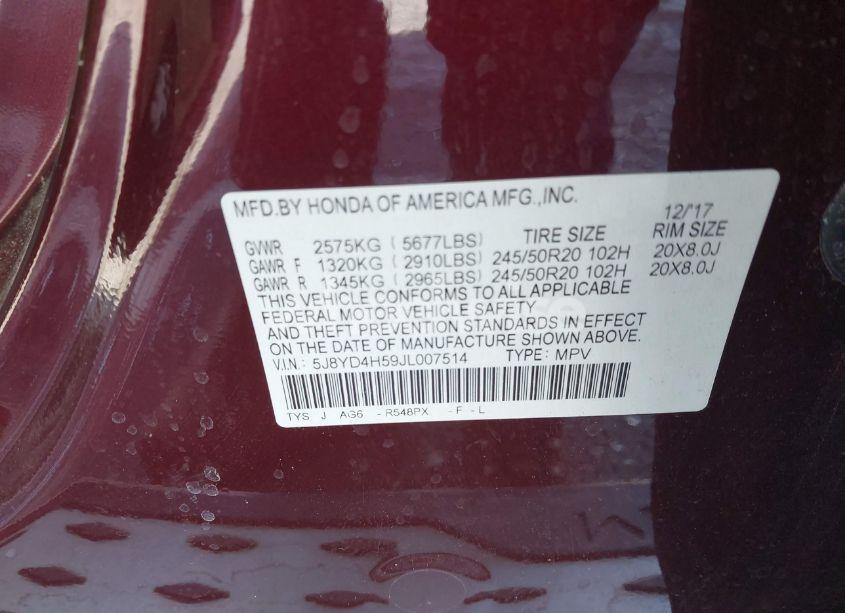 MFD.BY HONDA OF AMERICA MFG.,INC. 12/'17
GVWR 2575KG ( 5677LBS) TIRE SIZE RIM SIZE
GAWR F 1320KG ( 2910LBS) 245/50R20 102H 20X8.0J
GAWR R 1345KG ( 2965LBS) 245/50R20 102H 20X8.0J
THIS VEHICLE CONFORMS TO ALL APPLICABLE
FEDERAL MOTOR VEHICLE SAFETY
AND THEFT PREVENTION STANDARDS IN EFFECT
ON THE DATE OF MANUFACTURE SHOWN ABOVE.
V.I.N.: 5J8YD4H59JL007514 TYPE: MPV
TYS J AG6 - R548PX - F - L